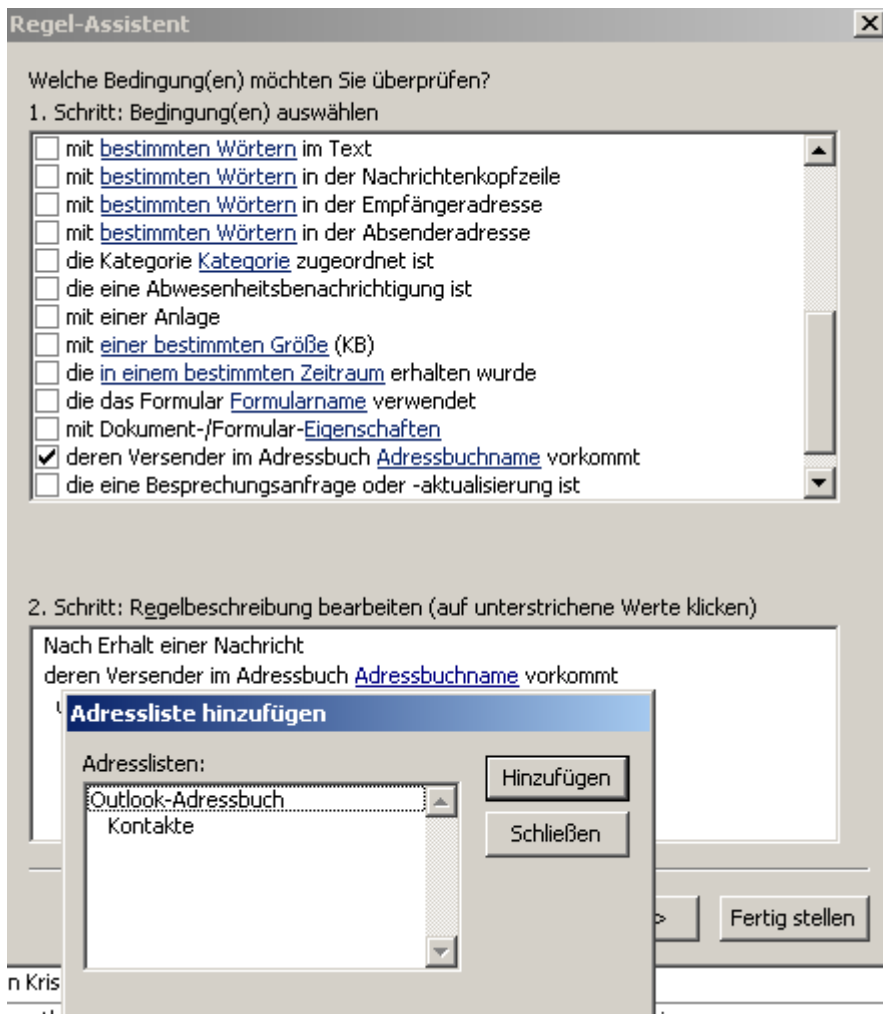 Regel-Assistent
Welche Bedingung(en) möchten Sie überprüfen?
1. Schritt: Bedingung(en) auswählen
mit bestimmten Wörtern im Text
mit bestimmten Wörtern in der Nachrichtenkopfzeile
mit bestimmten Wörtern in der Empfängeradresse
mit bestimmten Wörtern in der Absenderadresse
die Kategorie Kategorie zugeordnet ist
die eine Abwesenheitsbenachrichtigung ist
mit einer Anlage
mit einer bestimmten Größe (KB)
die in einem bestimmten Zeitraum erhalten wurde
die das Formular Formularname verwendet
mit Dokument-/Formular-Eigenschaften
deren Versender im Adressbuch Adressbuchname vorkommt
die eine Besprechungsanfrage oder -aktualisierung ist
2. Schritt: Regelbeschreibung bearbeiten (auf unterstrichene Werte klicken)
Nach Erhalt einer Nachricht
deren Versender im Adressbuch Adressbuchname vorkommt
Adressliste hinzufügen
Adresslisten:
Hinzufügen
Outlook-Adressbuch
Kontakte
Schließen
> Fertig stellen
n Kris